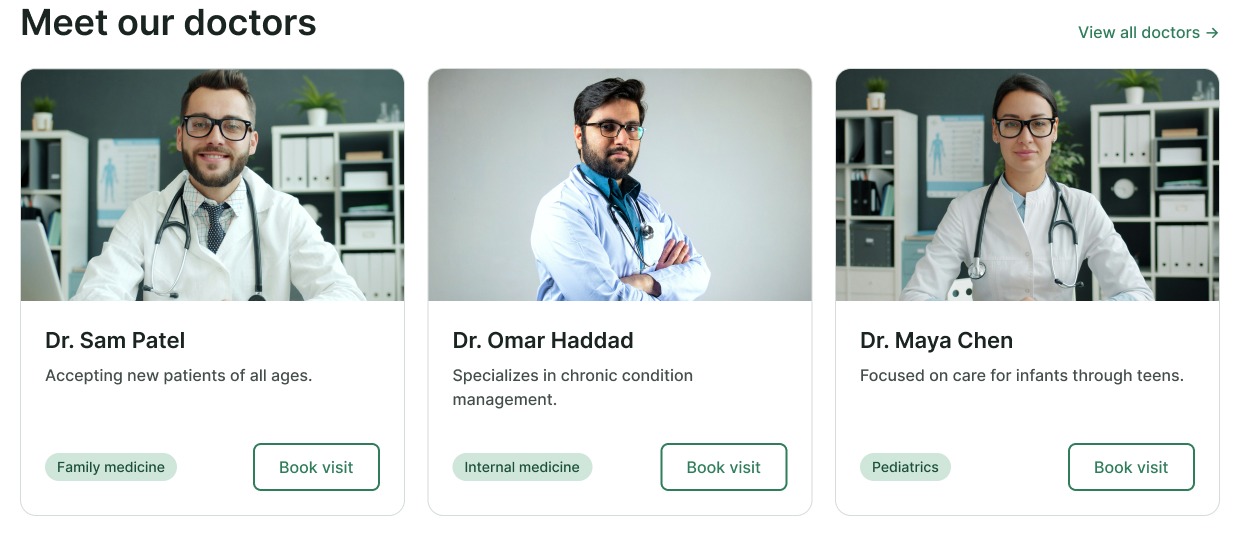 Meet our doctors
View all doctors →
Dr. Sam Patel
Accepting new patients of all ages.
Family medicine
Book visit
Dr. Omar Haddad
Specializes in chronic condition
management.
Internal medicine
Book visit
Dr. Maya Chen
Focused on care for infants through teens.
Pediatrics
Book visit